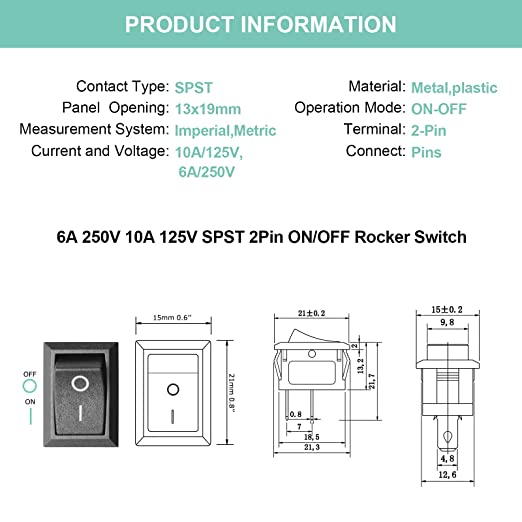 PRODUCT INFORMATION
Contact Type: SPST
Panel Opening: 13x19mm
Measurement System: Imperial,Metric
Current and Voltage: 10A/125V,
6A/250V
Material: Metal,plastic
Operation Mode: ON-OFF
Terminal: 2-Pin
Connect: Pins
6A 250V 10A 125V SPST 2Pin ON/OFF Rocker Switch
OFF
ON
15mm 0.6"
21mm 0.8"
21±0.2
2
13,2
21,7
0.8
7
18,5
21,3
15±0.2
9,8
4,8
12,6